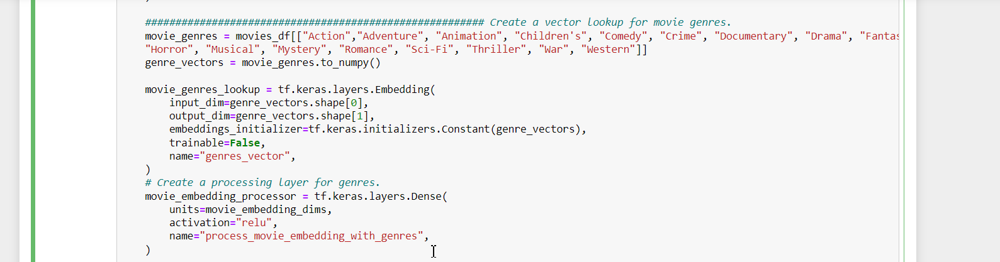 ######################################################## Create a vector lookup for movie genres.
movie_genres = movies_df[["Action","Adventure", "Animation", "Children's", "Comedy", "Crime", "Documentary", "Drama", "Fantas
"Horror", "Musical", "Mystery", "Romance", "Sci-Fi", "Thriller", "War", "Western"]]
genre_vectors = movie_genres.to_numpy()
movie_genres_lookup = tf.keras.layers.Embedding(
input_dim=genre_vectors.shape[0],
output_dim=genre_vectors.shape[1],
embeddings_initializer=tf.keras.initializers.Constant(genre_vectors),
trainable=False,
name="genres_vector",
)
# Create a processing layer for genres.
movie_embedding_processor = tf.keras.layers.Dense(
units=movie_embedding_dims,
activation="relu",
name="process_movie_embedding_with_genres",
)